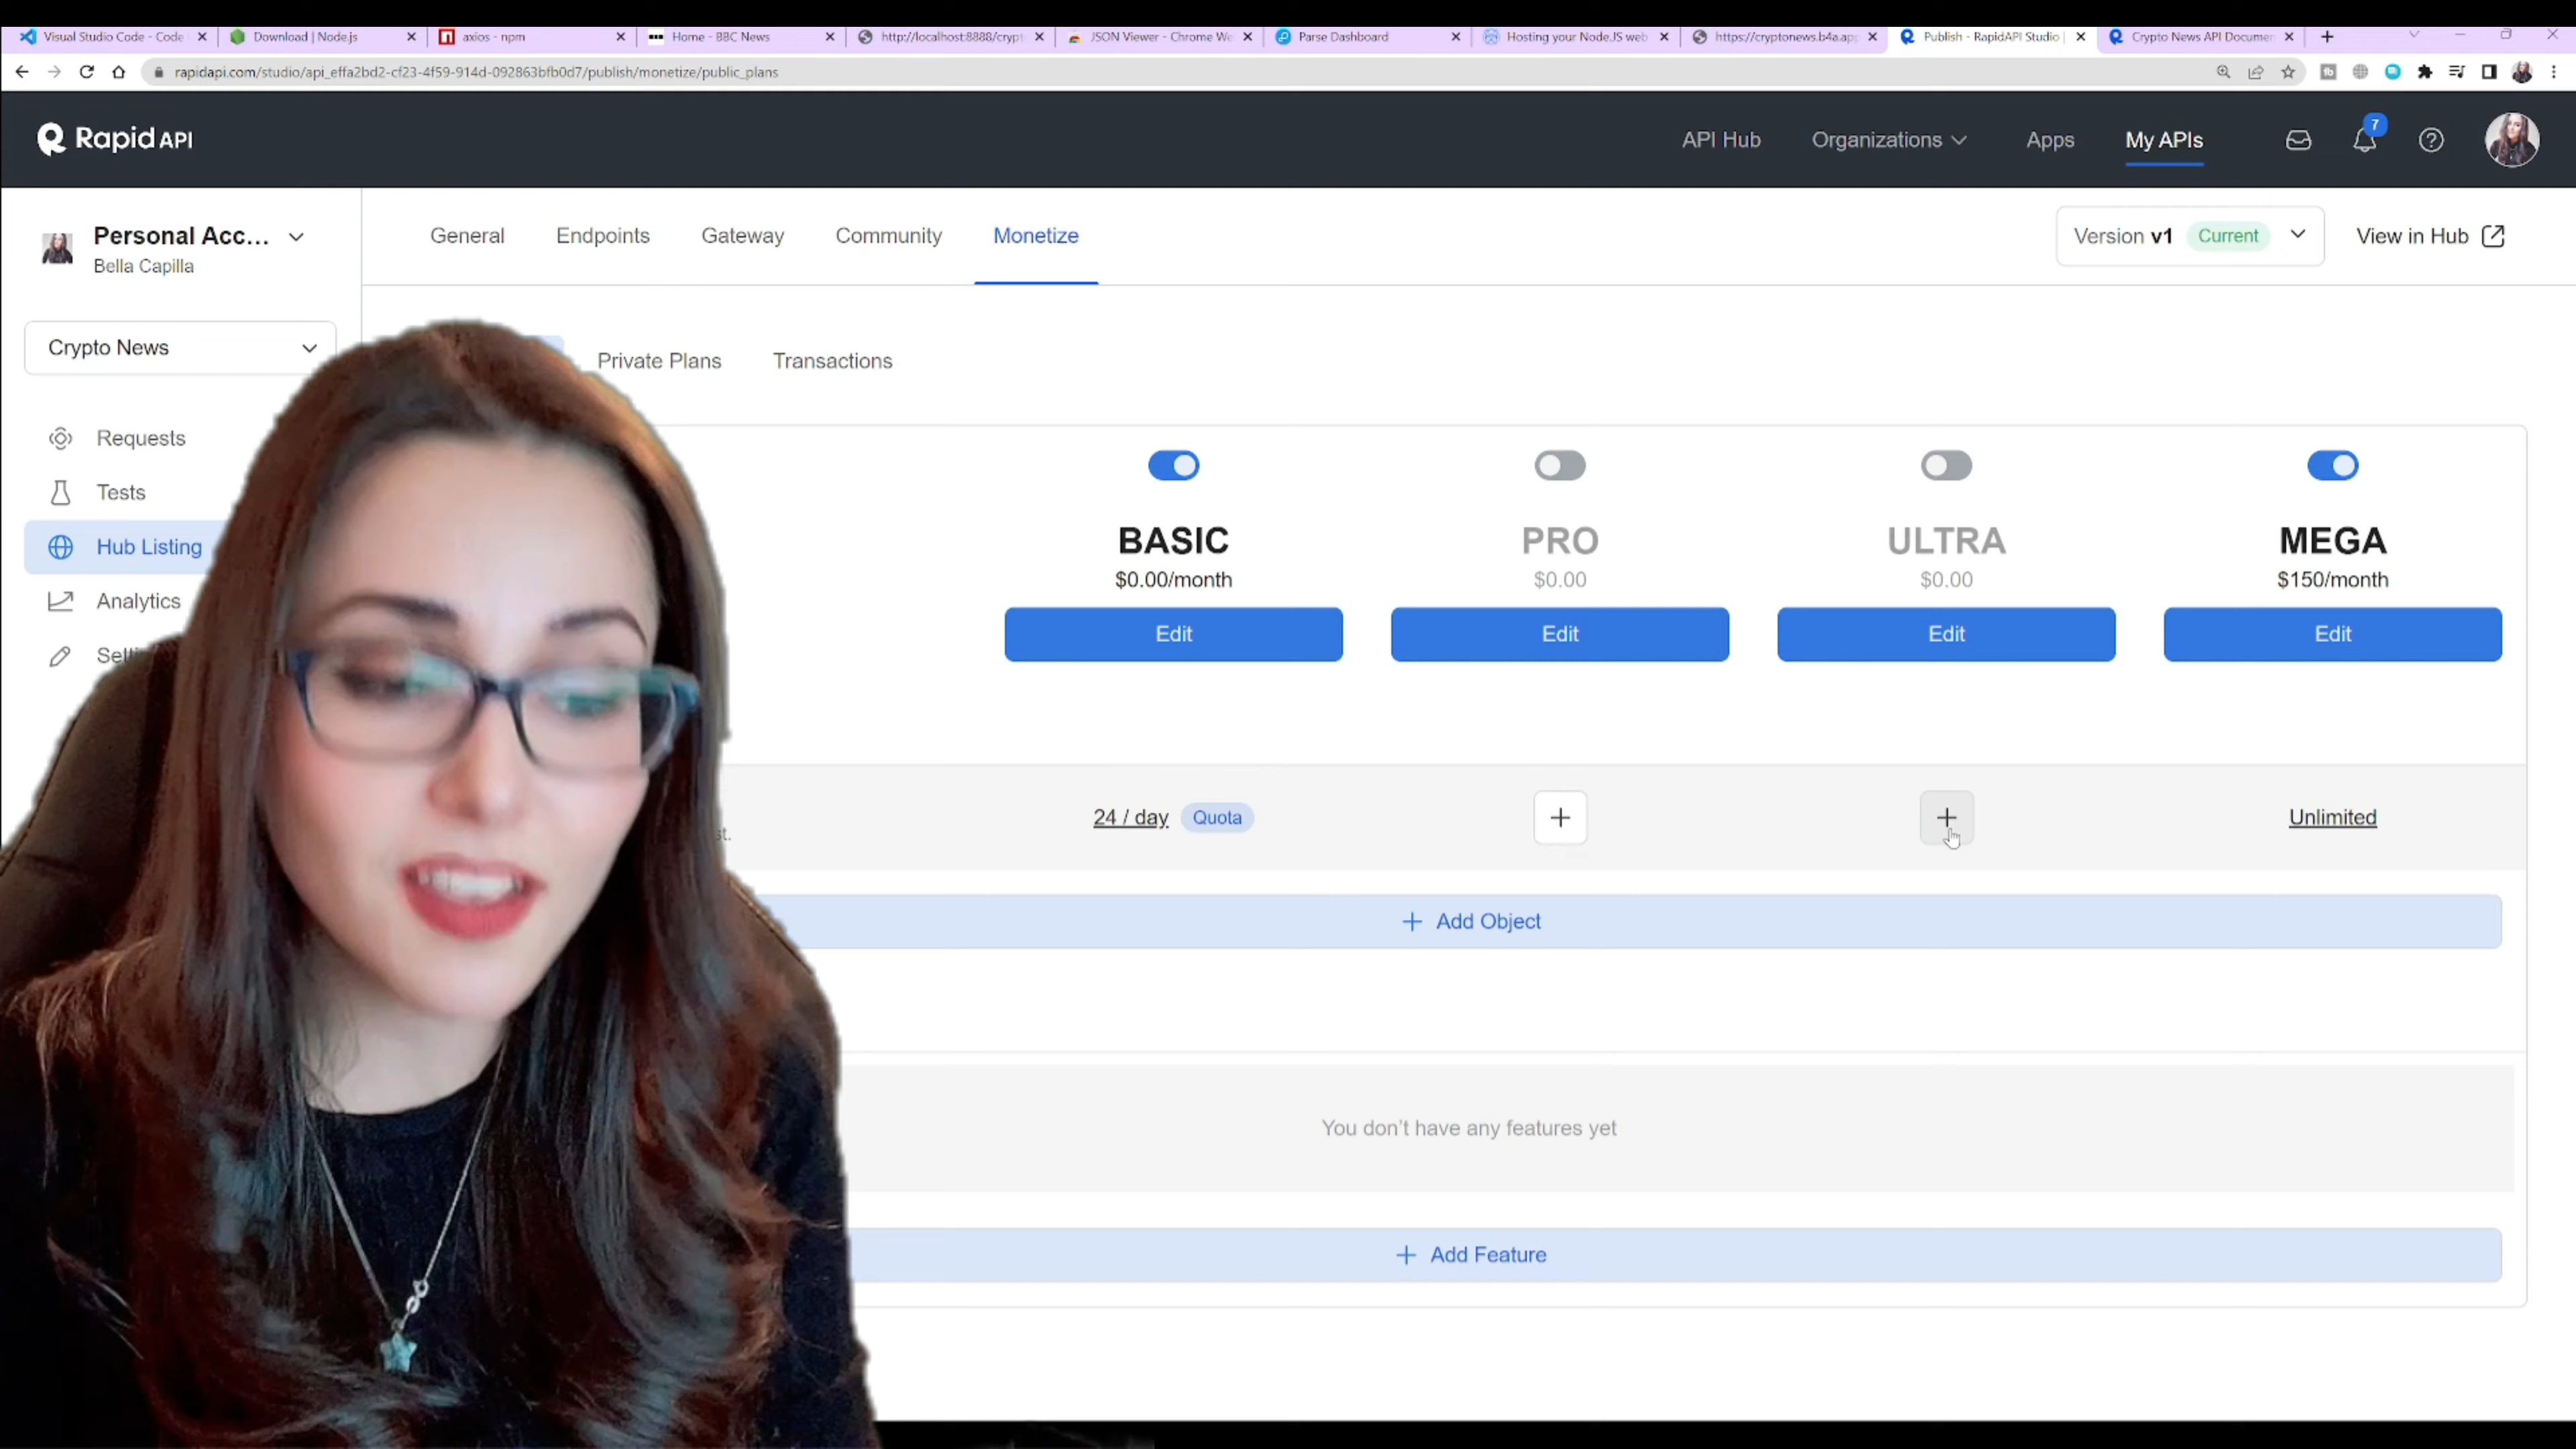 Visual Studio Code - Code
Download | Node.js
axios - npm
Home - BBC News
http://localhost:8888/crypt
JSON Viewer - Chrome We
Parse Dashboard
Hosting your Node.JS web
https://cryptonews.b4a.app
Publish - RapidAPI Studio |
Crypto News API Documen
rapidapi.com/studio/api_effa2bd2-cf23-4f59-914d-092863bfb0d7/publish/monetize/public_plans
Rapid API
API Hub
Organizations
Apps
My APIs
7
Personal Acc...
Bella Capilla
General
Endpoints
Gateway
Community
Monetize
Version v1 Current
View in Hub
Crypto News
Private Plans
Transactions
Requests
Tests
Hub Listing
Analytics
BASIC
$0.00/month
Edit
PRO
$0.00
Edit
ULTRA
$0.00
Edit
MEGA
$150/month
Edit
24 / day Quota
Unlimited
+ Add Object
You don't have any features yet
+ Add Feature